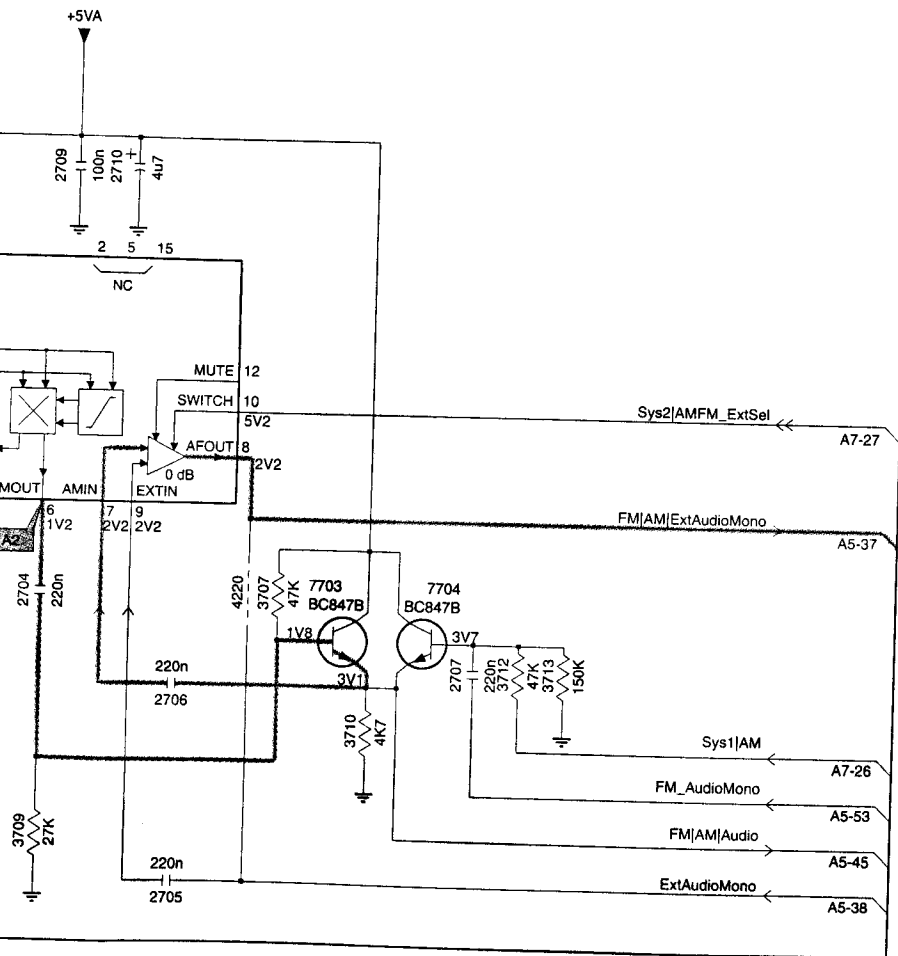 +5VA
2709
100n
2710
+
4u7
2 5 15
NC
MUTE 12
SWITCH 10
5V2
Sys2|AMFM_ExtSel
A7-27
AFOUT 8
2V2
0 dB
MOUT AMIN EXTIN
6 7 9
1V2 2V2 2V2
A2
FM|AM|ExtAudioMono
A5-37
2704
220n
4220
3707
47K
7703
BC847B
7704
BC847B
1V8
3V7
3V1
220n
2706
2707
220n
3712
47K
3713
150K
3710
4K7
Sys1|AM
A7-26
FM_AudioMono
A5-53
FM|AM|Audio
A5-45
3709
27K
220n
2705
ExtAudioMono
A5-38